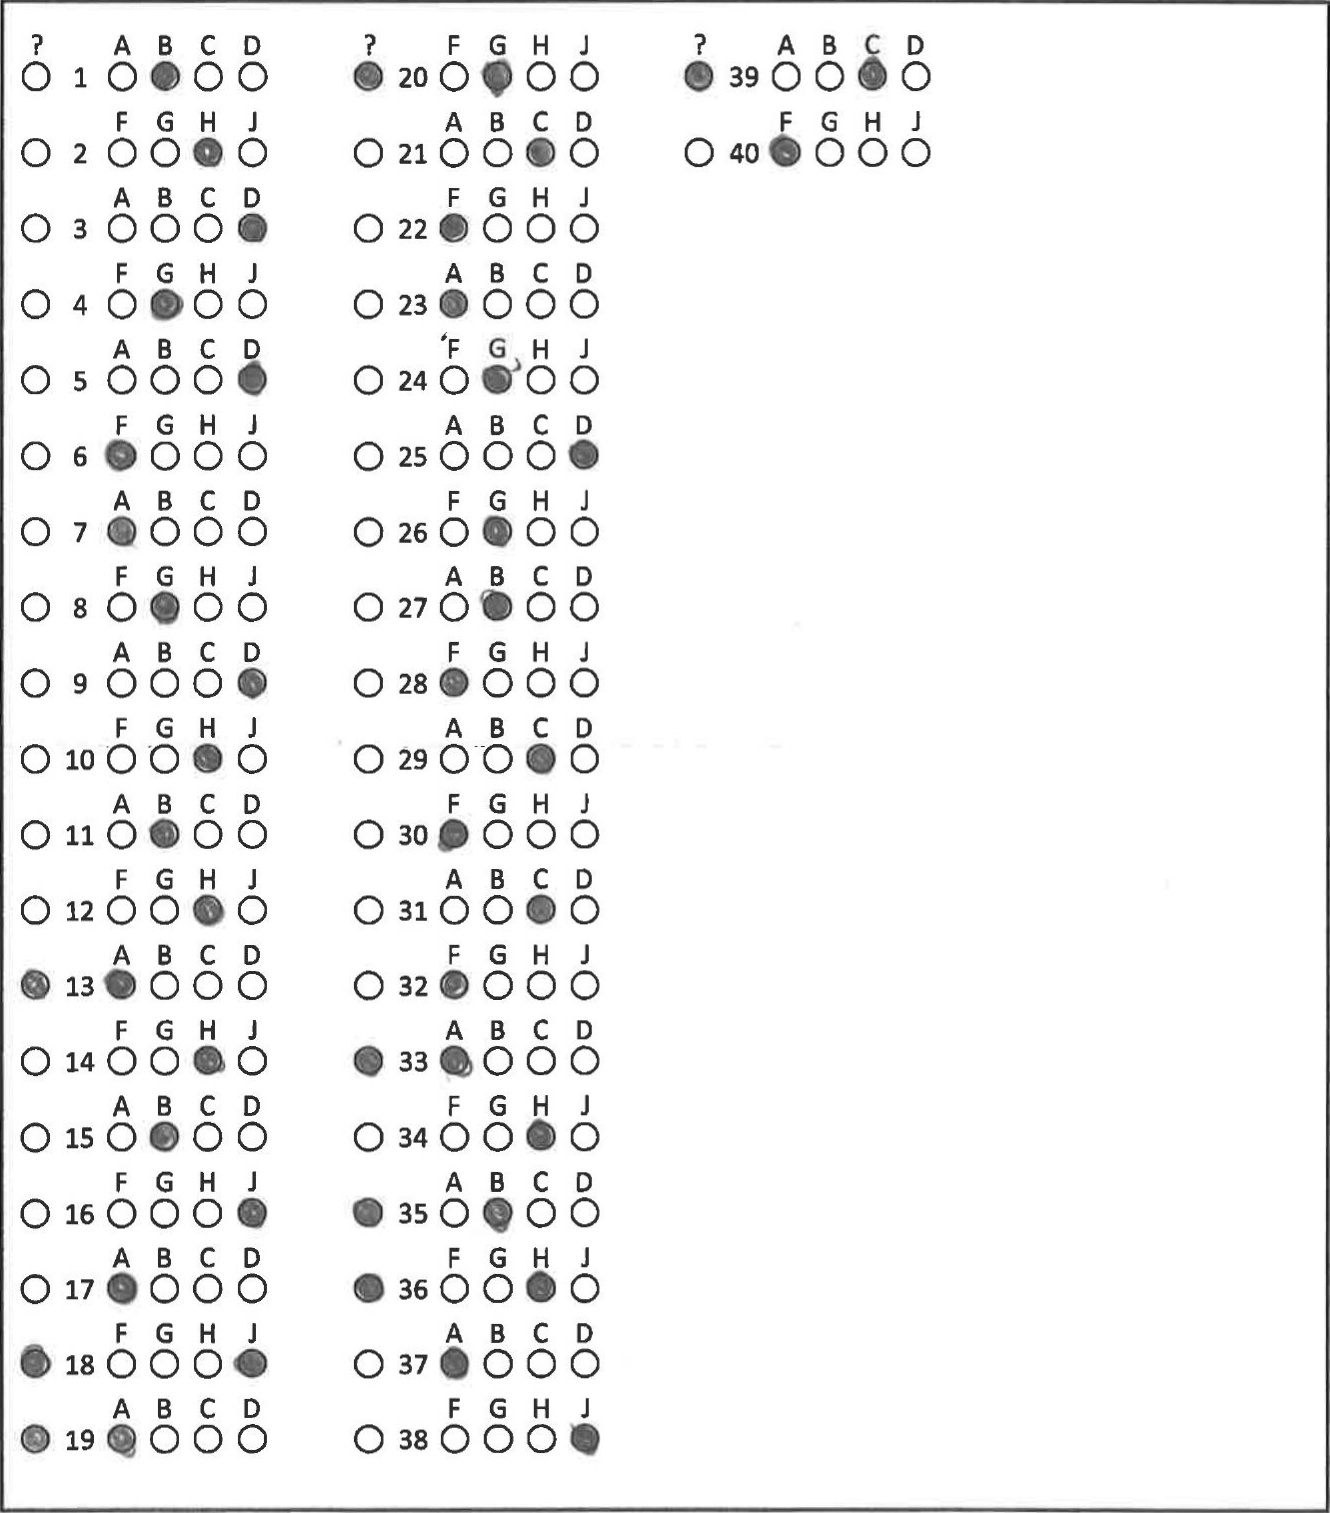 ? A B C D
1
F G H J
2
A B C D
3
F G H J
4
A B C D
5
F G H J
6
A B C D
7
F G H J
8
A B C D
9
F G H J
10
A B C D
11
F G H J
12
A B C D
13
F G H J
14
A B C D
15
F G H J
16
A B C D
17
F G H J
18
A B C D
19
? F G H J
20
A B C D
21
F G H J
22
A B C D
23
F G H J
24
A B C D
25
F G H J
26
A B C D
27
F G H J
28
A B C D
29
F G H J
30
A B C D
31
F G H J
32
A B C D
33
F G H J
34
A B C D
35
F G H J
36
A B C D
37
F G H J
38
? A B C D
39
F G H J
40